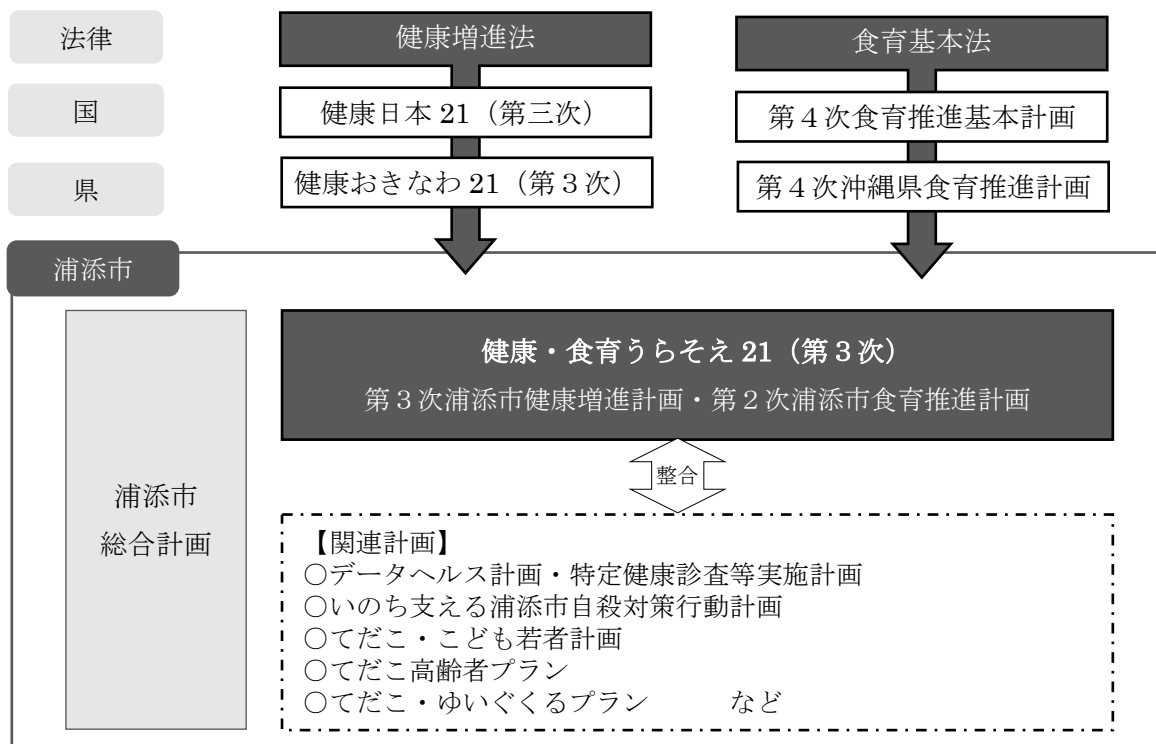 法律
健康増進法
食育基本法
国
健康日本 21（第三次）
第４次食育推進基本計画
県
健康おきなわ 21（第３次）
第４次沖縄県食育推進計画
浦添市
浦添市
総合計画
健康・食育うらそえ 21（第３次）
第３次浦添市健康増進計画・第２次浦添市食育推進計画
整合
【関連計画】
○データヘルス計画・特定健康診査等実施計画
○いのち支える浦添市自殺対策行動計画
○てだこ・こども若者計画
○てだこ高齢者プラン
○てだこ・ゆいぐくるプラン　　　など